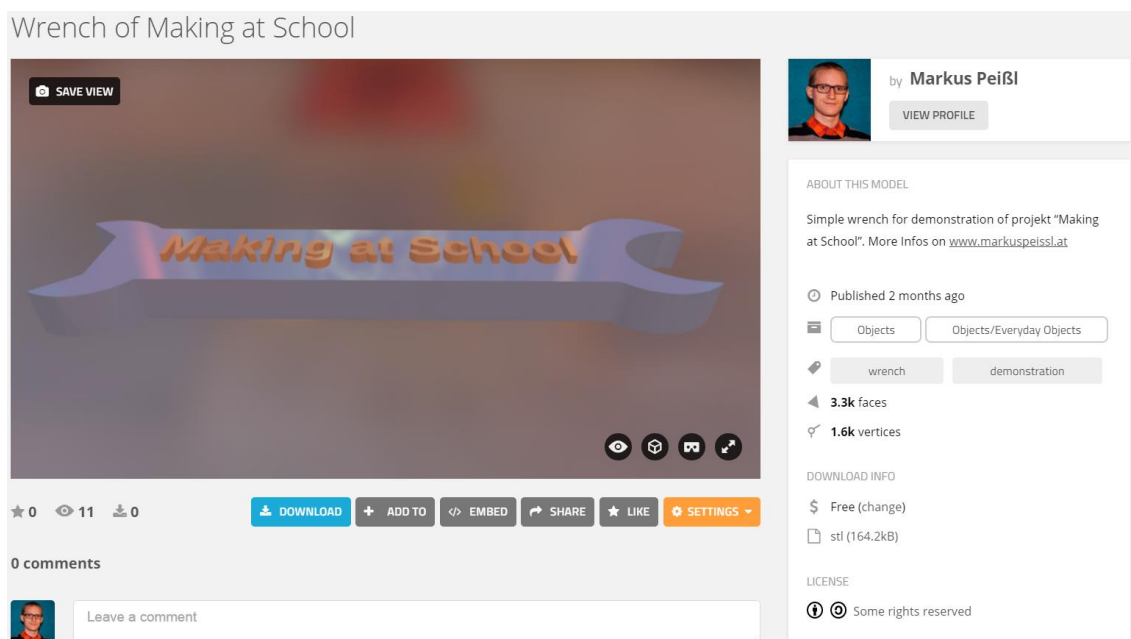 Wrench of Making at School
SAVE VIEW
Making at School
0 11 0
DOWNLOAD ADD TO </> EMBED SHARE LIKE SETTINGS
0 comments
Leave a comment
by Markus Peißl
VIEW PROFILE
ABOUT THIS MODEL
Simple wrench for demonstration of projekt “Making
at School”. More Infos on www.markuspeissl.at
Published 2 months ago
Objects Objects/Everyday Objects
wrench demonstration
3.3k faces
1.6k vertices
DOWNLOAD INFO
$ Free (change)
stl (164.2kB)
LICENSE
Some rights reserved